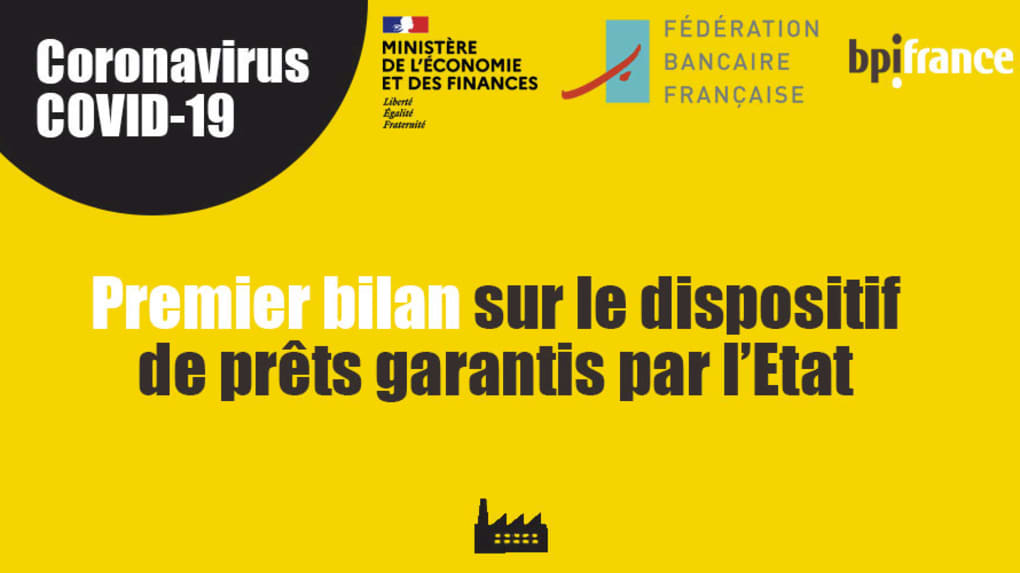 Coronavirus
COVID-19
MINISTÈRE
DE L'ÉCONOMIE
ET DES FINANCES
Liberté
Égalité
Fraternité
FÉDÉRATION
BANCAIRE
FRANÇAISE
bpifrance
Premier bilan sur le dispositif
de prêts garantis par l'Etat